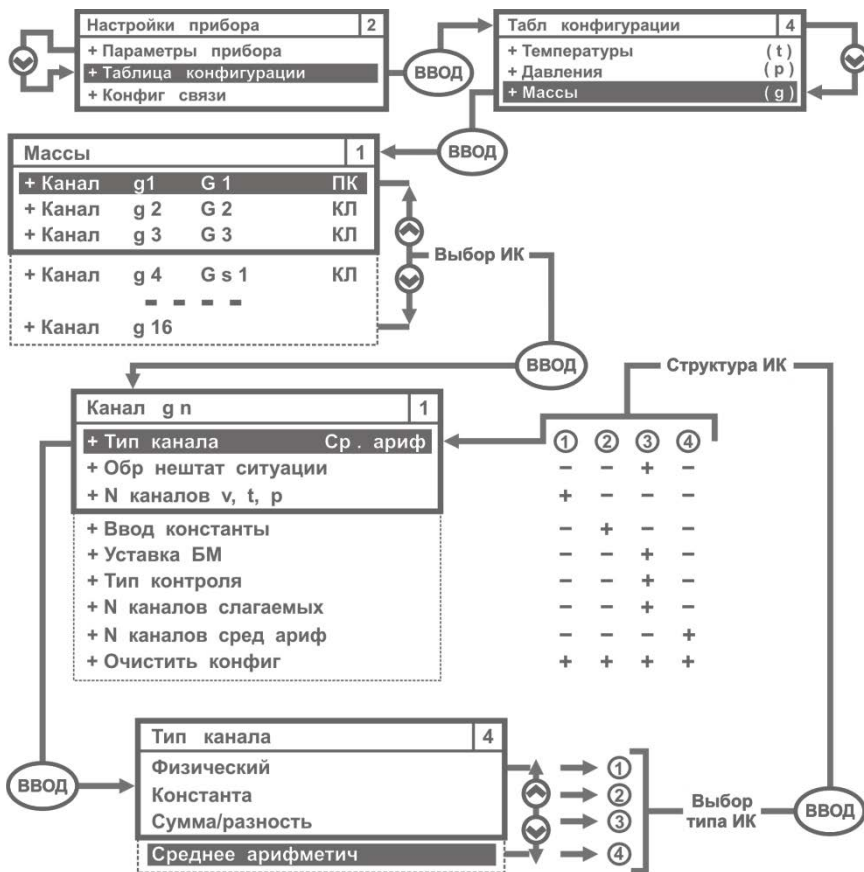 Настройки прибора 2
+ Параметры прибора
+ Таблица конфигурации
+ Конфиг связи
ВВОД
Табл конфигурации 4
+ Температуры (t)
+ Давления (p)
+ Массы (g)
ВВОД
Массы 1
+ Канал g1 G 1 ПК
+ Канал g 2 G 2 КЛ
+ Канал g 3 G 3 КЛ
+ Канал g 4 G s 1 КЛ
- - - -
+ Канал g 16
Выбор ИК
ВВОД
Структура ИК
Канал g n 1
+ Тип канала Ср . ариф ① ② ③ ④
+ Обр нештат ситуации − − + −
+ N каналов v, t, p + − − −
+ Ввод константы − + − −
+ Уставка БМ − − + −
+ Тип контроля − − + −
+ N каналов слагаемых − − + −
+ N каналов сред ариф − − − +
+ Очистить конфиг + + + +
ВВОД
Тип канала 4
Физический ①
Константа ②
Сумма/разность ③
Среднее арифметич ④
Выбор
типа ИК
ВВОД